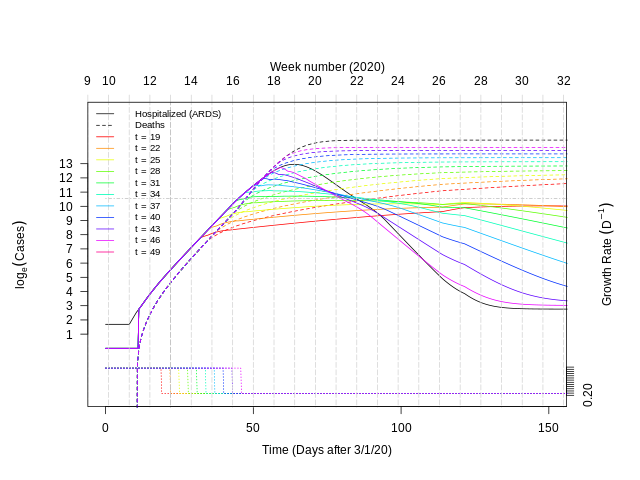 Week number (2020)
9 10 12 14 16 18 20 22 24 26 28 30 32
Hospitalized (ARDS)
Deaths
t = 19
t = 22
t = 25
t = 28
t = 31
t = 34
t = 37
t = 40
t = 43
t = 46
t = 49
13
12
11
10
9
8
7
6
5
4
3
2
1
logₑ(Cases)
Growth Rate (D⁻¹)
0.20
0 50 100 150
Time (Days after 3/1/20)